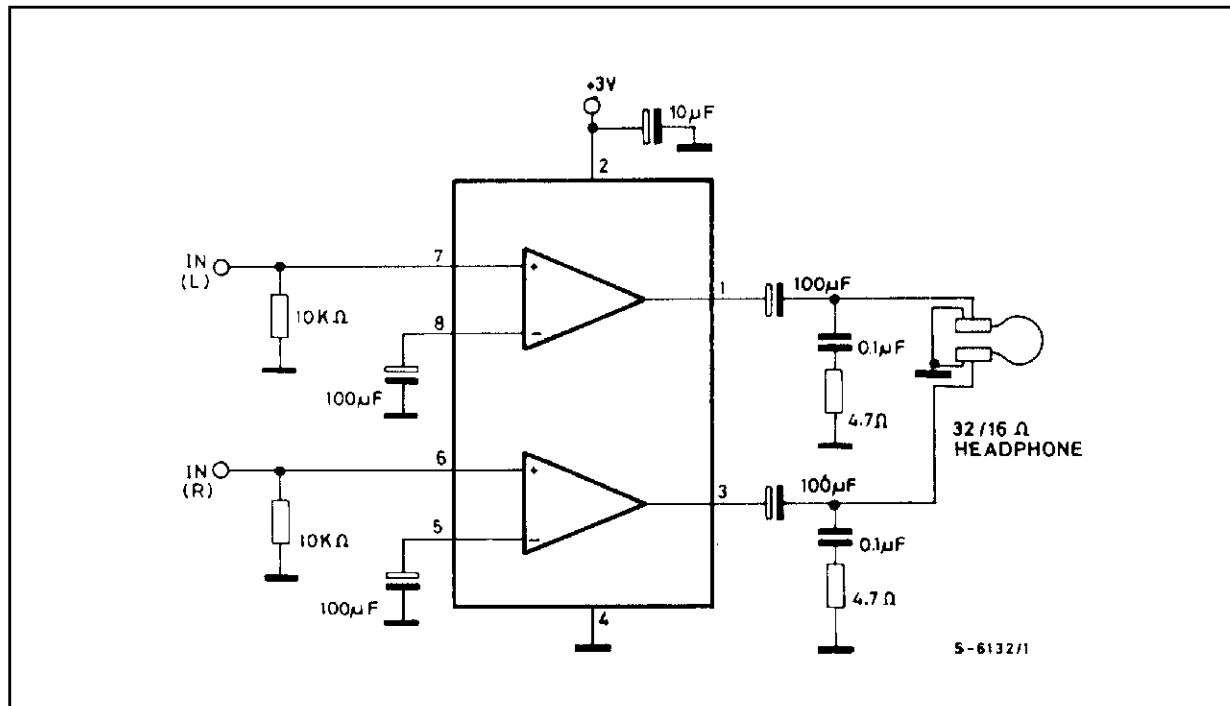 +3V
10µF
2
IN
(L)
7
+
1
100µF
10KΩ
8
−
0.1µF
100µF
4.7Ω
32/16 Ω
HEADPHONE
IN
(R)
6
+
3
100µF
10KΩ
5
−
0.1µF
100µF
4.7Ω
4
S-6132/1